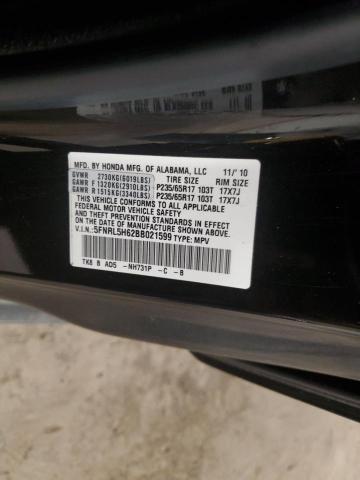 MFD. BY HONDA MFG. OF ALABAMA, LLC 11/'10
GVWR 2730KG(6019LBS) TIRE SIZE RIM SIZE
GAWR F 1320KG(2910LBS) P235/65R17 103T 17X7J
GAWR R 1515KG(3340LBS) P235/65R17 103T 17X7J
THIS VEHICLE CONFORMS TO ALL APPLICABLE
FEDERAL MOTOR VEHICLE SAFETY AND THEFT
PREVENTION STANDARDS IN EFFECT ON THE DATE
OF MANUFACTURE SHOWN ABOVE.
V.I.N.:5FNRL5H62BB021599 TYPE: MPV
TK8 B AD5 -NH731P -C -B